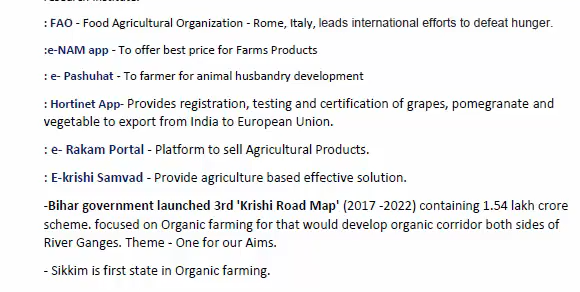 : FAO - Food Agricultural Organization - Rome, Italy, leads international efforts to defeat hunger.
:e-NAM app - To offer best price for Farms Products
: e- Pashuhat - To farmer for animal husbandry development
: Hortinet App- Provides registration, testing and certification of grapes, pomegranate and
vegetable to export from India to European Union.
: e- Rakam Portal - Platform to sell Agricultural Products.
: E-krishi Samvad - Provide agriculture based effective solution.
-Bihar government launched 3rd 'Krishi Road Map' (2017 -2022) containing 1.54 lakh crore
scheme. focused on Organic farming for that would develop organic corridor both sides of
River Ganges. Theme - One for our Aims.
- Sikkim is first state in Organic farming.